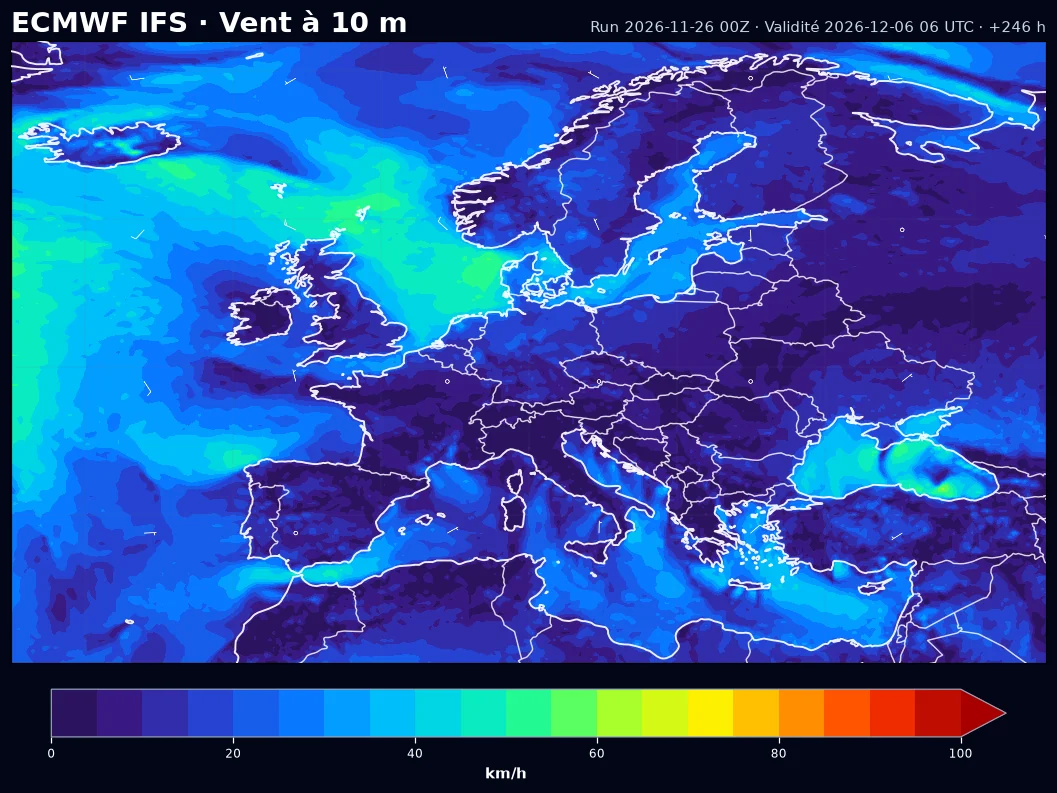 ECMWF IFS · Vent à 10 m
Run 2026-11-26 00Z · Validité 2026-12-06 06 UTC · +246 h
0 20 40 60 80 100
km/h